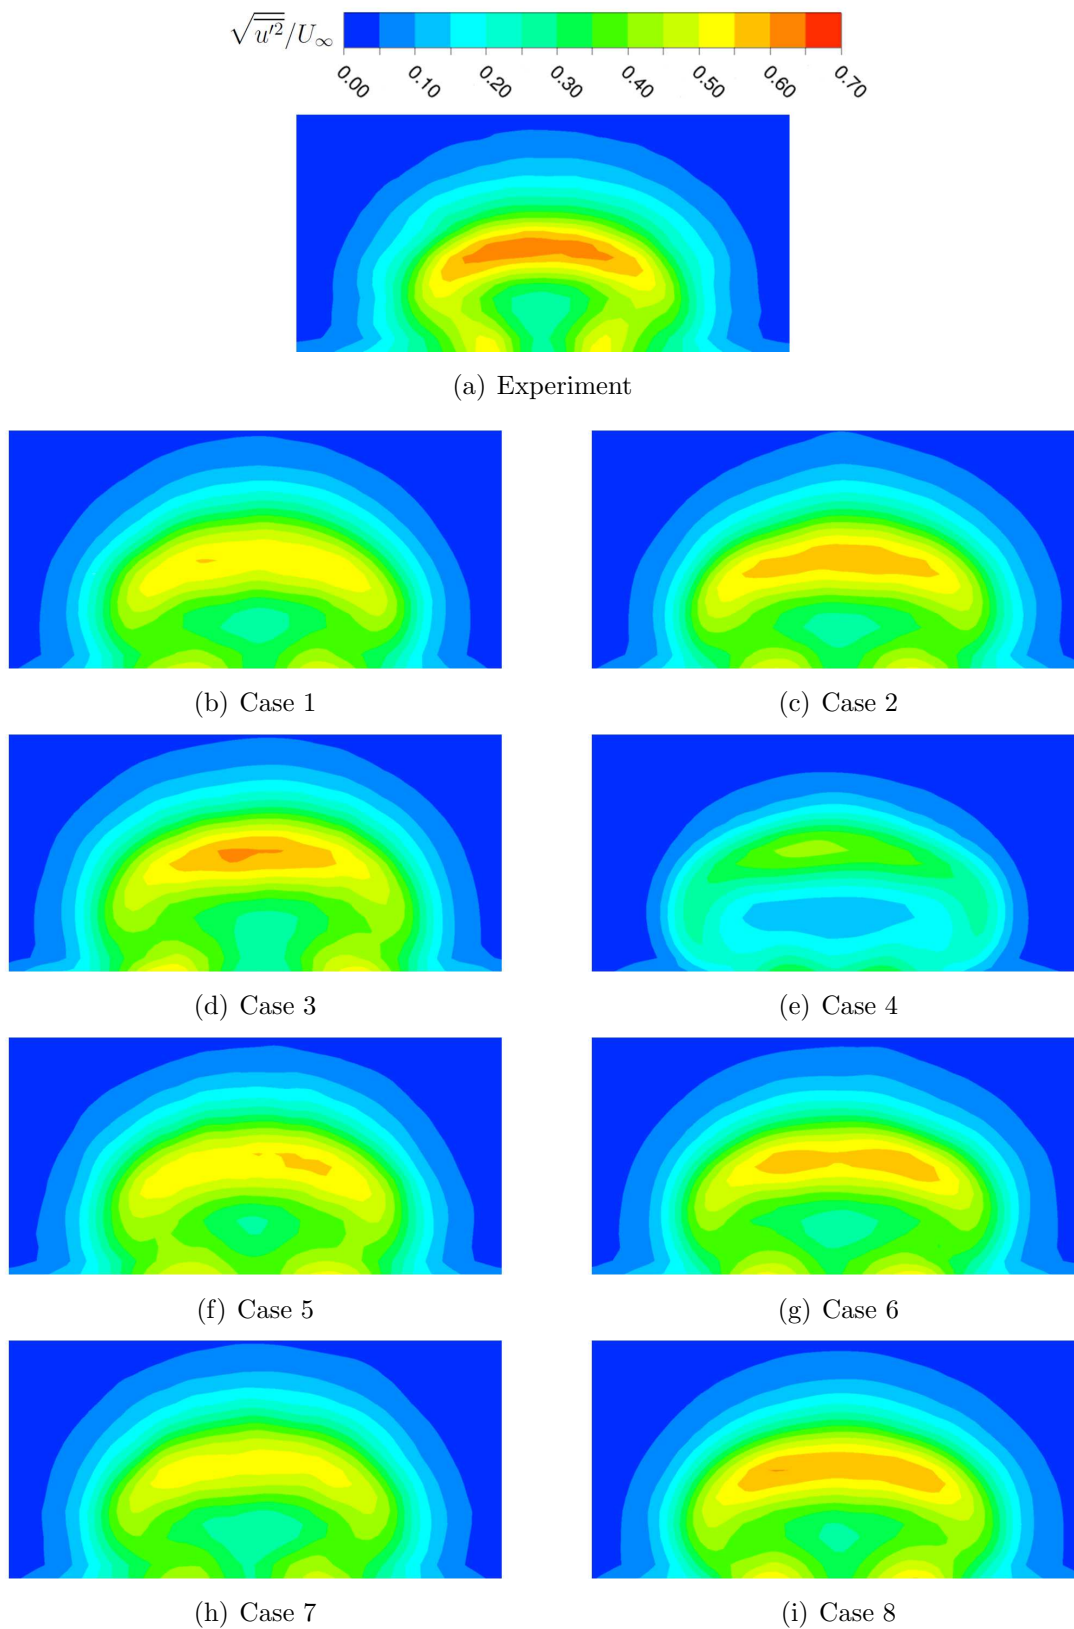 √u′²/U∞
0.00 0.10 0.20 0.30 0.40 0.50 0.60 0.70
(a) Experiment
(b) Case 1
(c) Case 2
(d) Case 3
(e) Case 4
(f) Case 5
(g) Case 6
(h) Case 7
(i) Case 8